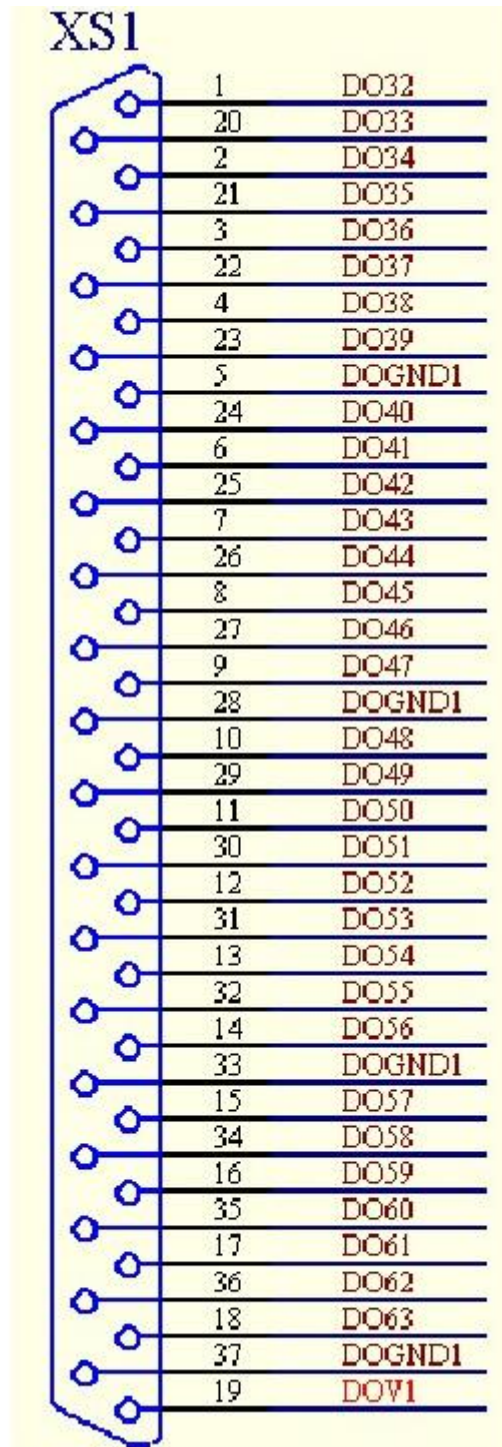 XS1
1 DO32
20 DO33
2 DO34
21 DO35
3 DO36
22 DO37
4 DO38
23 DO39
5 DOGND1
24 DO40
6 DO41
25 DO42
7 DO43
26 DO44
8 DO45
27 DO46
9 DO47
28 DOGND1
10 DO48
29 DO49
11 DO50
30 DO51
12 DO52
31 DO53
13 DO54
32 DO55
14 DO56
33 DOGND1
15 DO57
34 DO58
16 DO59
35 DO60
17 DO61
36 DO62
18 DO63
37 DOGND1
19 DOV1